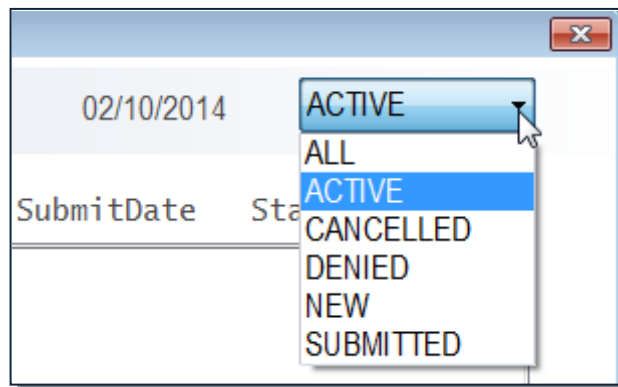 02/10/2014 ACTIVE
ALL
ACTIVE
SubmitDate
CANCELLED
DENIED
NEW
SUBMITTED